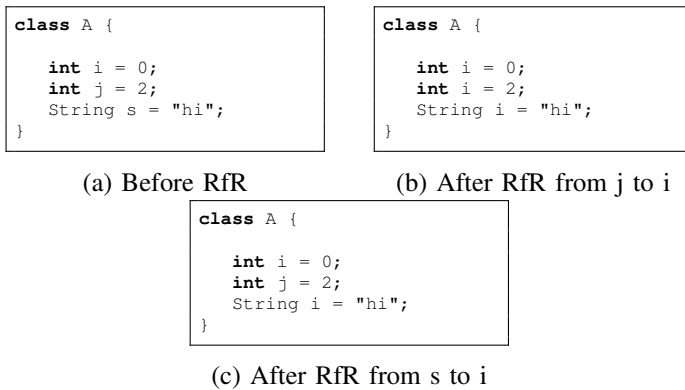 class A {
int i = 0;
int j = 2;
String s = "hi";
}
(a) Before RfR
class A {
int i = 0;
int i = 2;
String i = "hi";
}
(b) After RfR from j to i
class A {
int i = 0;
int j = 2;
String i = "hi";
}
(c) After RfR from s to i